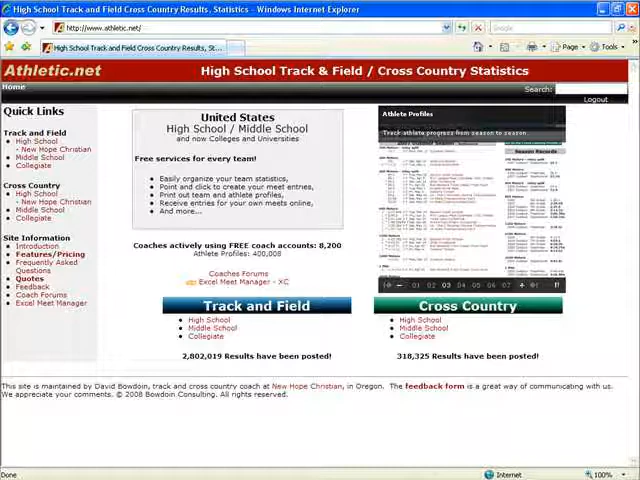 High School Track and Field Cross Country Results, Statistics - Windows Internet Explorer
http://www.athletic.net/
Google
High School Track and Field Cross Country Results, St...
Page
Tools
Athletic.net
High School Track & Field / Cross Country Statistics
Home
Search:
Logout
Quick Links
Track and Field
High School
- New Hope Christian
Middle School
Collegiate
Cross Country
High School
- New Hope Christian
Middle School
Collegiate
Site Information
Introduction
Features/Pricing
Frequently Asked
Questions
Quotes
Feedback
Coach Forums
Excel Meet Manager
United States
High School / Middle School
and now Colleges and Universities
Free services for every team!
Easily organize your team statistics,
Point and click to create your meet entries,
Print out team and athlete profiles,
Receive entries for your own meets online,
And more...
Coaches actively using FREE coach accounts: 8,200
Athlete Profiles: 400,008
Coaches Forums
Excel Meet Manager - XC
Athlete Profiles
Track athlete progress from season to season.
Season Records
01 02 03 04 05 06 07
Track and Field
High School
Middle School
Collegiate
2,802,019 Results have been posted!
Cross Country
High School
Middle School
Collegiate
318,325 Results have been posted!
This site is maintained by David Bowdoin, track and cross country coach at New Hope Christian, in Oregon. The feedback form is a great way of communicating with us.
We appreciate your comments. © 2008 Bowdoin Consulting. All rights reserved.
Done
Internet
100%